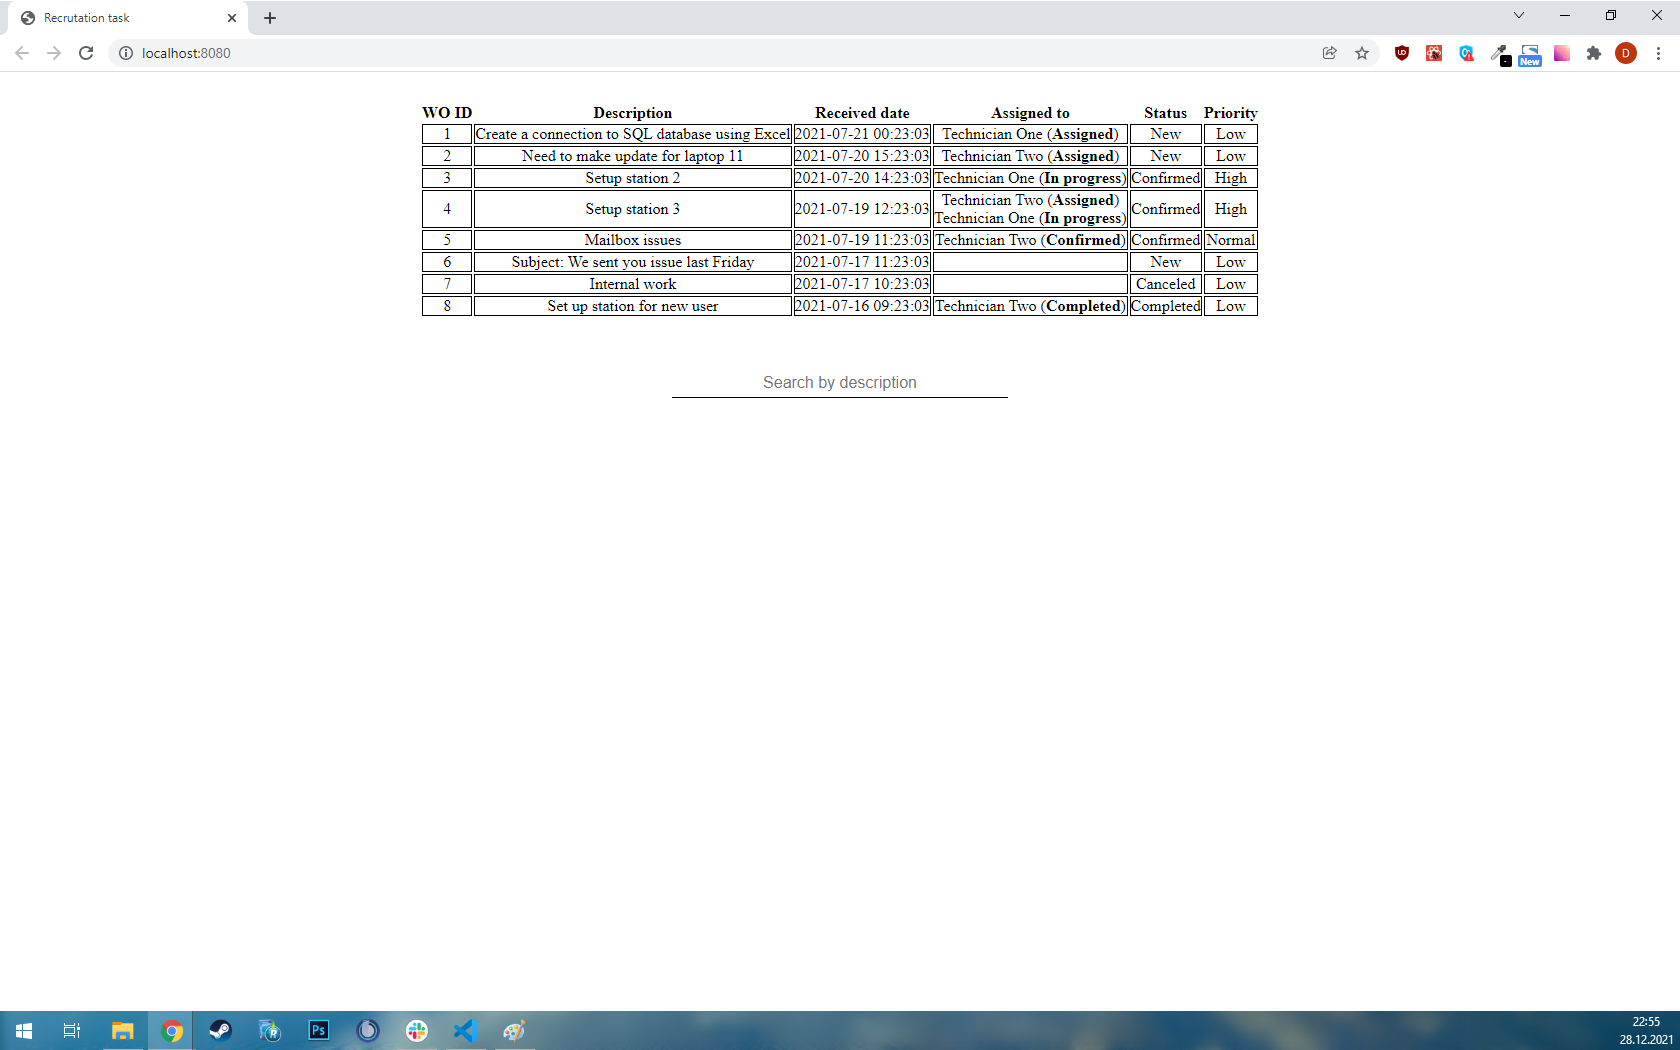 Recrutation task
localhost:8080
New
D
WO ID Description Received date Assigned to Status Priority
1 Create a connection to SQL database using Excel 2021-07-21 00:23:03 Technician One (Assigned) New Low
2 Need to make update for laptop 11 2021-07-20 15:23:03 Technician Two (Assigned) New Low
3 Setup station 2 2021-07-20 14:23:03 Technician One (In progress) Confirmed High
4 Setup station 3 2021-07-19 12:23:03 Technician Two (Assigned) Confirmed High
Technician One (In progress)
5 Mailbox issues 2021-07-19 11:23:03 Technician Two (Confirmed) Confirmed Normal
6 Subject: We sent you issue last Friday 2021-07-17 11:23:03 New Low
7 Internal work 2021-07-17 10:23:03 Canceled Low
8 Set up station for new user 2021-07-16 09:23:03 Technician Two (Completed) Completed Low
Search by description
Ps
22:55
28.12.2021